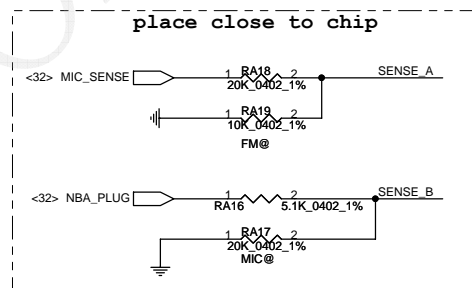 place close to chip
<32> MIC_SENSE 1 RA18 2 SENSE_A
20K_0402_1%
1 RA19 2
10K_0402_1%
FM@
<32> NBA_PLUG 1 2 SENSE_B
RA16 5.1K_0402_1%
1 RA17 2
20K_0402_1%
MIC@